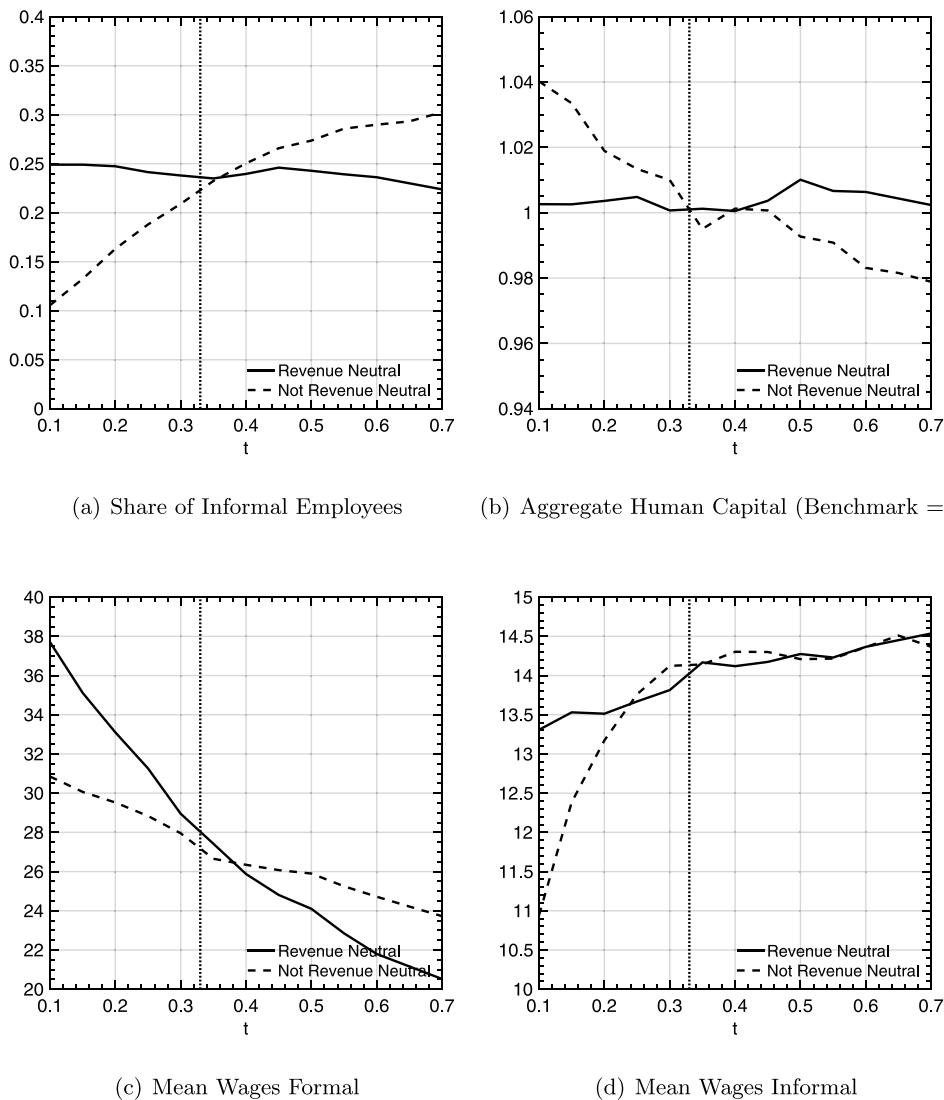 0.4
0.35
0.3
0.25
0.2
0.15
0.1
0.05
0
0.1 0.2 0.3 0.4 0.5 0.6 0.7
t
Revenue Neutral
Not Revenue Neutral
(a) Share of Informal Employees
1.06
1.04
1.02
1
0.98
0.96
0.94
0.1 0.2 0.3 0.4 0.5 0.6 0.7
t
Revenue Neutral
Not Revenue Neutral
(b) Aggregate Human Capital (Benchmark =
40
38
36
34
32
30
28
26
24
22
20
0.1 0.2 0.3 0.4 0.5 0.6 0.7
t
Revenue Neutral
Not Revenue Neutral
(c) Mean Wages Formal
15
14.5
14
13.5
13
12.5
12
11.5
11
10.5
10
0.1 0.2 0.3 0.4 0.5 0.6 0.7
t
Revenue Neutral
Not Revenue Neutral
(d) Mean Wages Informal